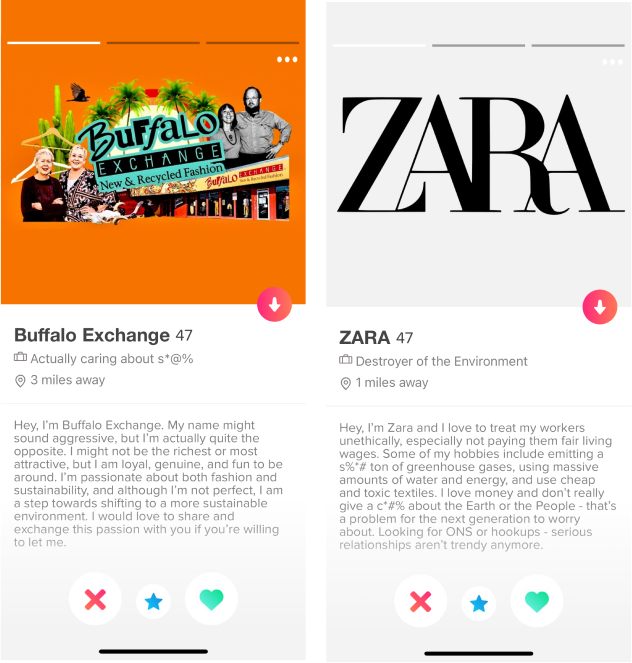 Buffalo
EXCHANGE
New & Recycled Fashion
Buffalo EXCHANGE
New & Recycled Fashion
Buffalo Exchange 47
Actually caring about s*@%
3 miles away
Hey, I'm Buffalo Exchange. My name might
sound aggressive, but I'm actually quite the
opposite. I might not be the richest or most
attractive, but I am loyal, genuine, and fun to be
around. I'm passionate about both fashion and
sustainability, and although I'm not perfect, I am
a step towards shifting to a more sustainable
environment. I would love to share and
exchange this passion with you if you're willing
to let me.
ZARA
ZARA 47
Destroyer of the Environment
1 miles away
Hey, I'm Zara and I love to treat my workers
unethically, especially not paying them fair living
wages. Some of my hobbies include emitting a
s%*# ton of greenhouse gases, using massive
amounts of water and energy, and use cheap
and toxic textiles. I love money and don't really
give a c*#% about the Earth or the People - that's
a problem for the next generation to worry
about. Looking for ONS or hookups - serious
relationships aren't trendy anymore.